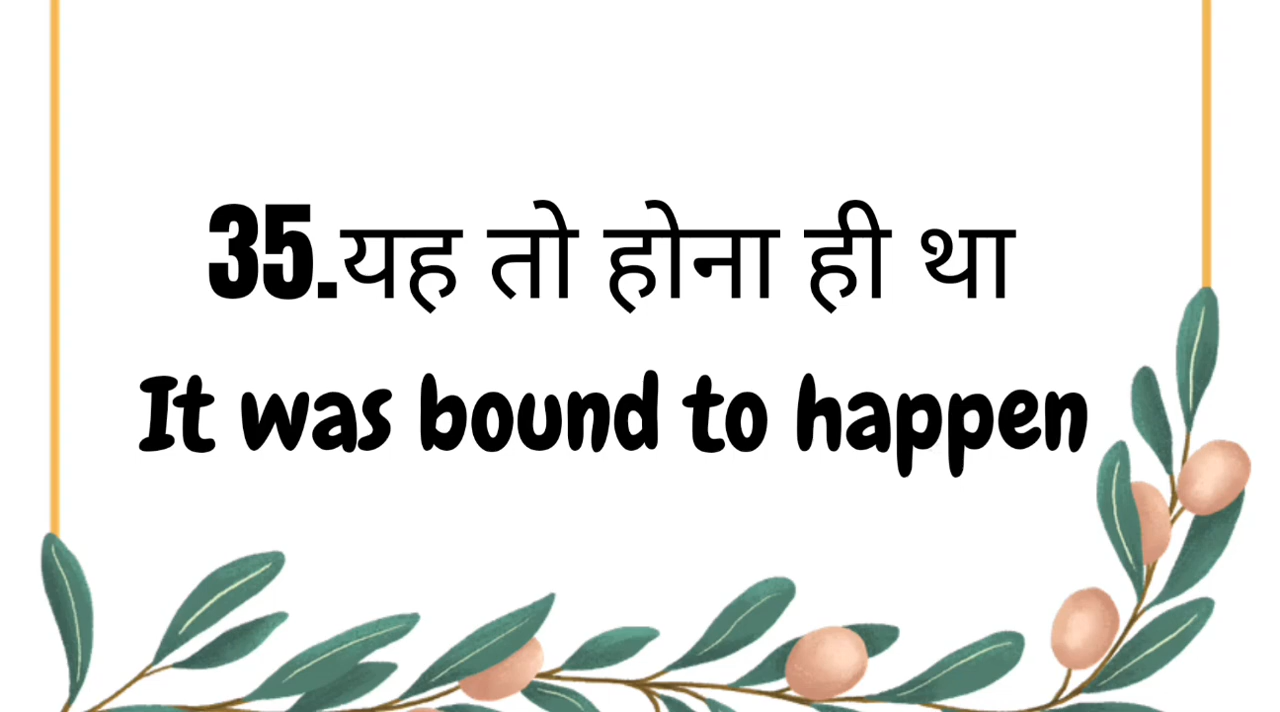 35.यह तो होना ही था
It was bound to happen